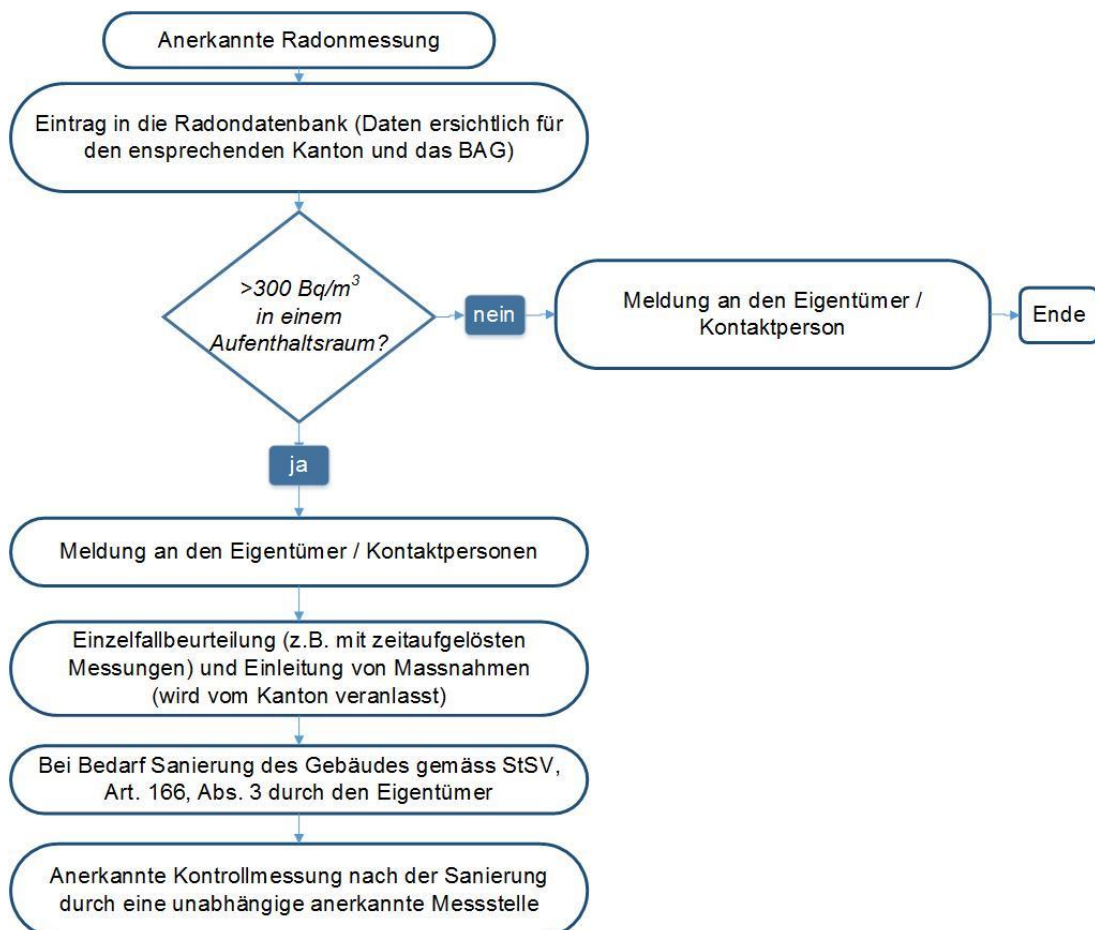 Anerkannte Radonmessung
Eintrag in die Radondatenbank (Daten ersichtlich für
den ensprechenden Kanton und das BAG)
>300 Bq/m³
in einem
Aufenthaltsraum?
nein
Meldung an den Eigentümer /
Kontaktperson
Ende
ja
Meldung an den Eigentümer / Kontaktpersonen
Einzelfallbeurteilung (z.B. mit zeitaufgelösten
Messungen) und Einleitung von Massnahmen
(wird vom Kanton veranlasst)
Bei Bedarf Sanierung des Gebäudes gemäss StSV,
Art. 166, Abs. 3 durch den Eigentümer
Anerkannte Kontrollmessung nach der Sanierung
durch eine unabhängige anerkannte Messstelle